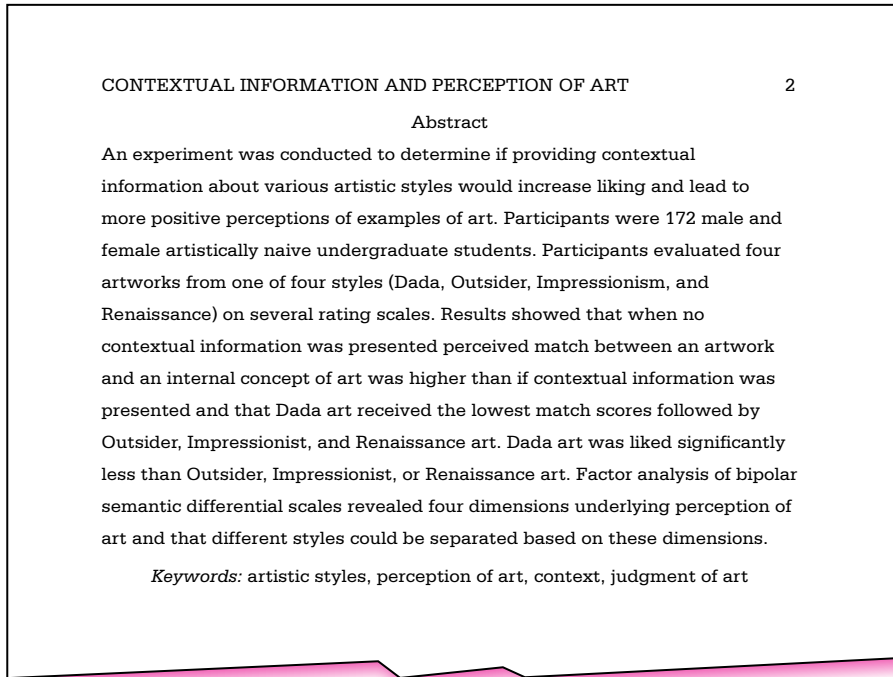 CONTEXTUAL INFORMATION AND PERCEPTION OF ART 2
Abstract
An experiment was conducted to determine if providing contextual
information about various artistic styles would increase liking and lead to
more positive perceptions of examples of art. Participants were 172 male and
female artistically naive undergraduate students. Participants evaluated four
artworks from one of four styles (Dada, Outsider, Impressionism, and
Renaissance) on several rating scales. Results showed that when no
contextual information was presented perceived match between an artwork
and an internal concept of art was higher than if contextual information was
presented and that Dada art received the lowest match scores followed by
Outsider, Impressionist, and Renaissance art. Dada art was liked significantly
less than Outsider, Impressionist, or Renaissance art. Factor analysis of bipolar
semantic differential scales revealed four dimensions underlying perception of
art and that different styles could be separated based on these dimensions.
Keywords: artistic styles, perception of art, context, judgment of art